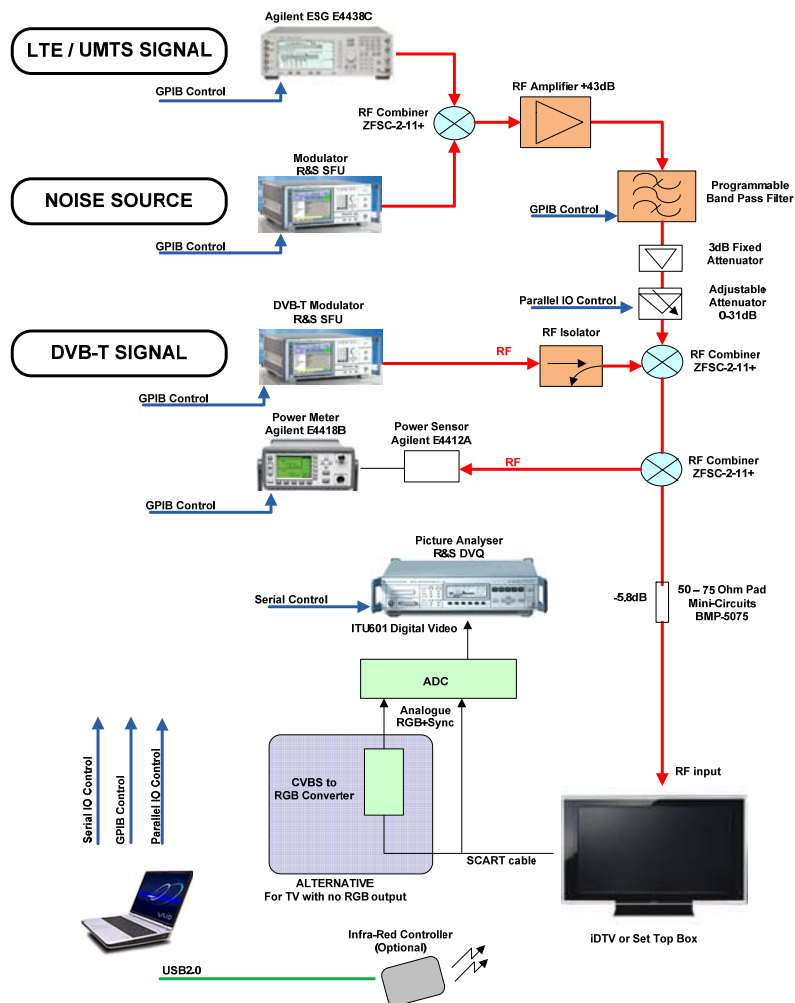 Agilent ESG E4438C
LTE / UMTS SIGNAL
GPIB Control
RF Amplifier +43dB
RF Combiner
ZFSC-2-11+
Modulator
R&S SFU
NOISE SOURCE
GPIB Control
Programmable
Band Pass Filter
GPIB Control
3dB Fixed
Attenuator
Parallel IO Control
Adjustable
Attenuator
0-31dB
DVB-T Modulator
R&S SFU
DVB-T SIGNAL
RF
RF Isolator
RF Combiner
ZFSC-2-11+
GPIB Control
Power Meter
Agilent E4418B
Power Sensor
Agilent E4412A
RF
RF Combiner
ZFSC-2-11+
GPIB Control
Picture Analyser
R&S DVQ
Serial Control
ITU601 Digital Video
-5.8dB
50 – 75 Ohm Pad
Mini-Circuits
BMP-5075
ADC
Analogue
RGB+Sync
CVBS to
RGB Converter
RF input
Serial IO Control
GPIB Control
Parallel IO Control
SCART cable
ALTERNATIVE
For TV with no RGB output
iDTV or Set Top Box
Infra-Red Controller
(Optional)
USB2.0
VAIO